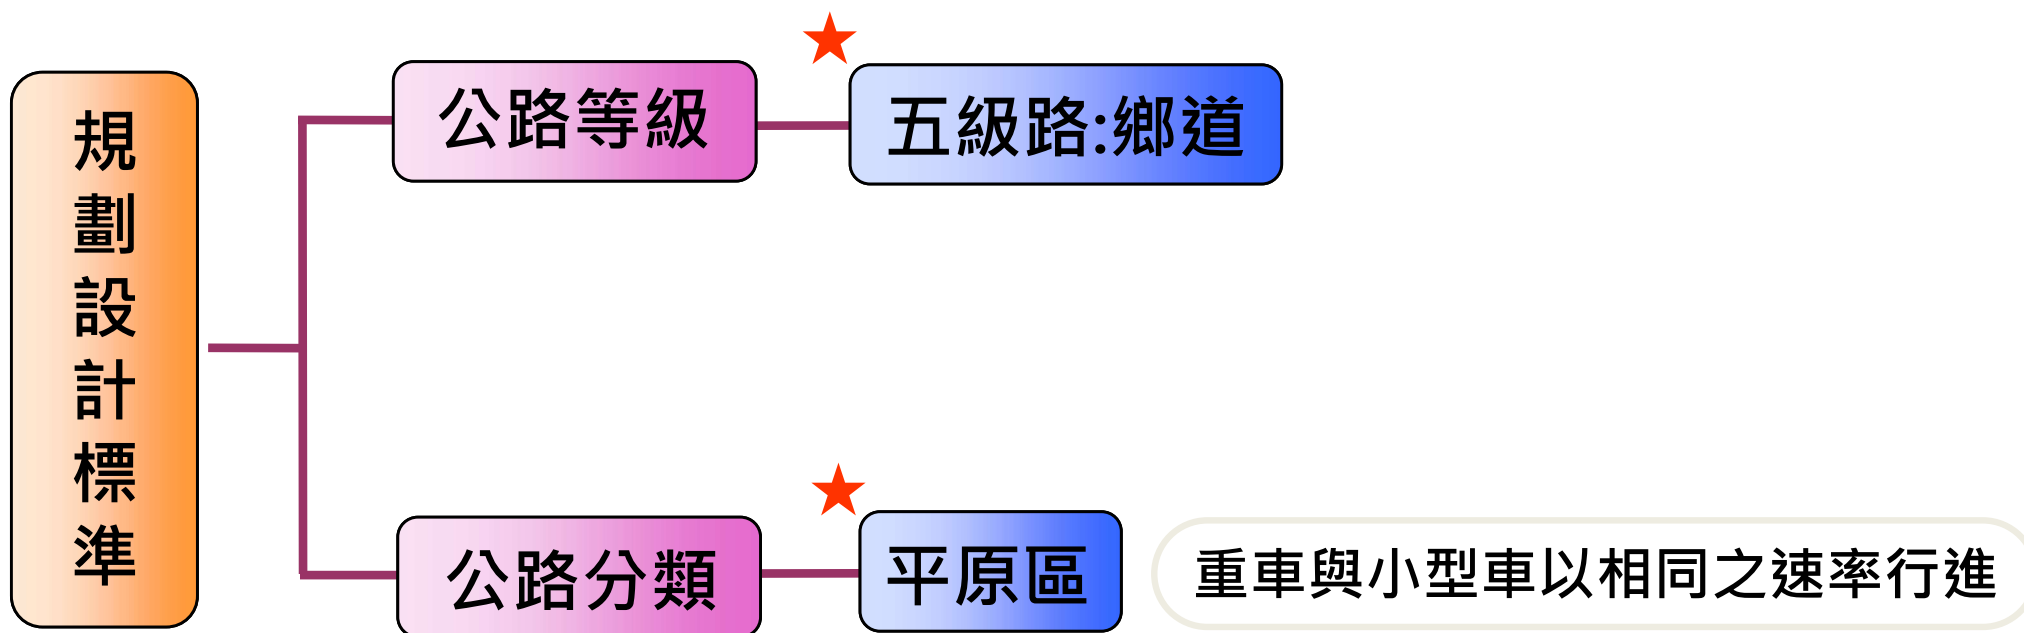 規劃設計標準
公路等級
五級路:鄉道
公路分類
平原區
重車與小型車以相同之速率行進